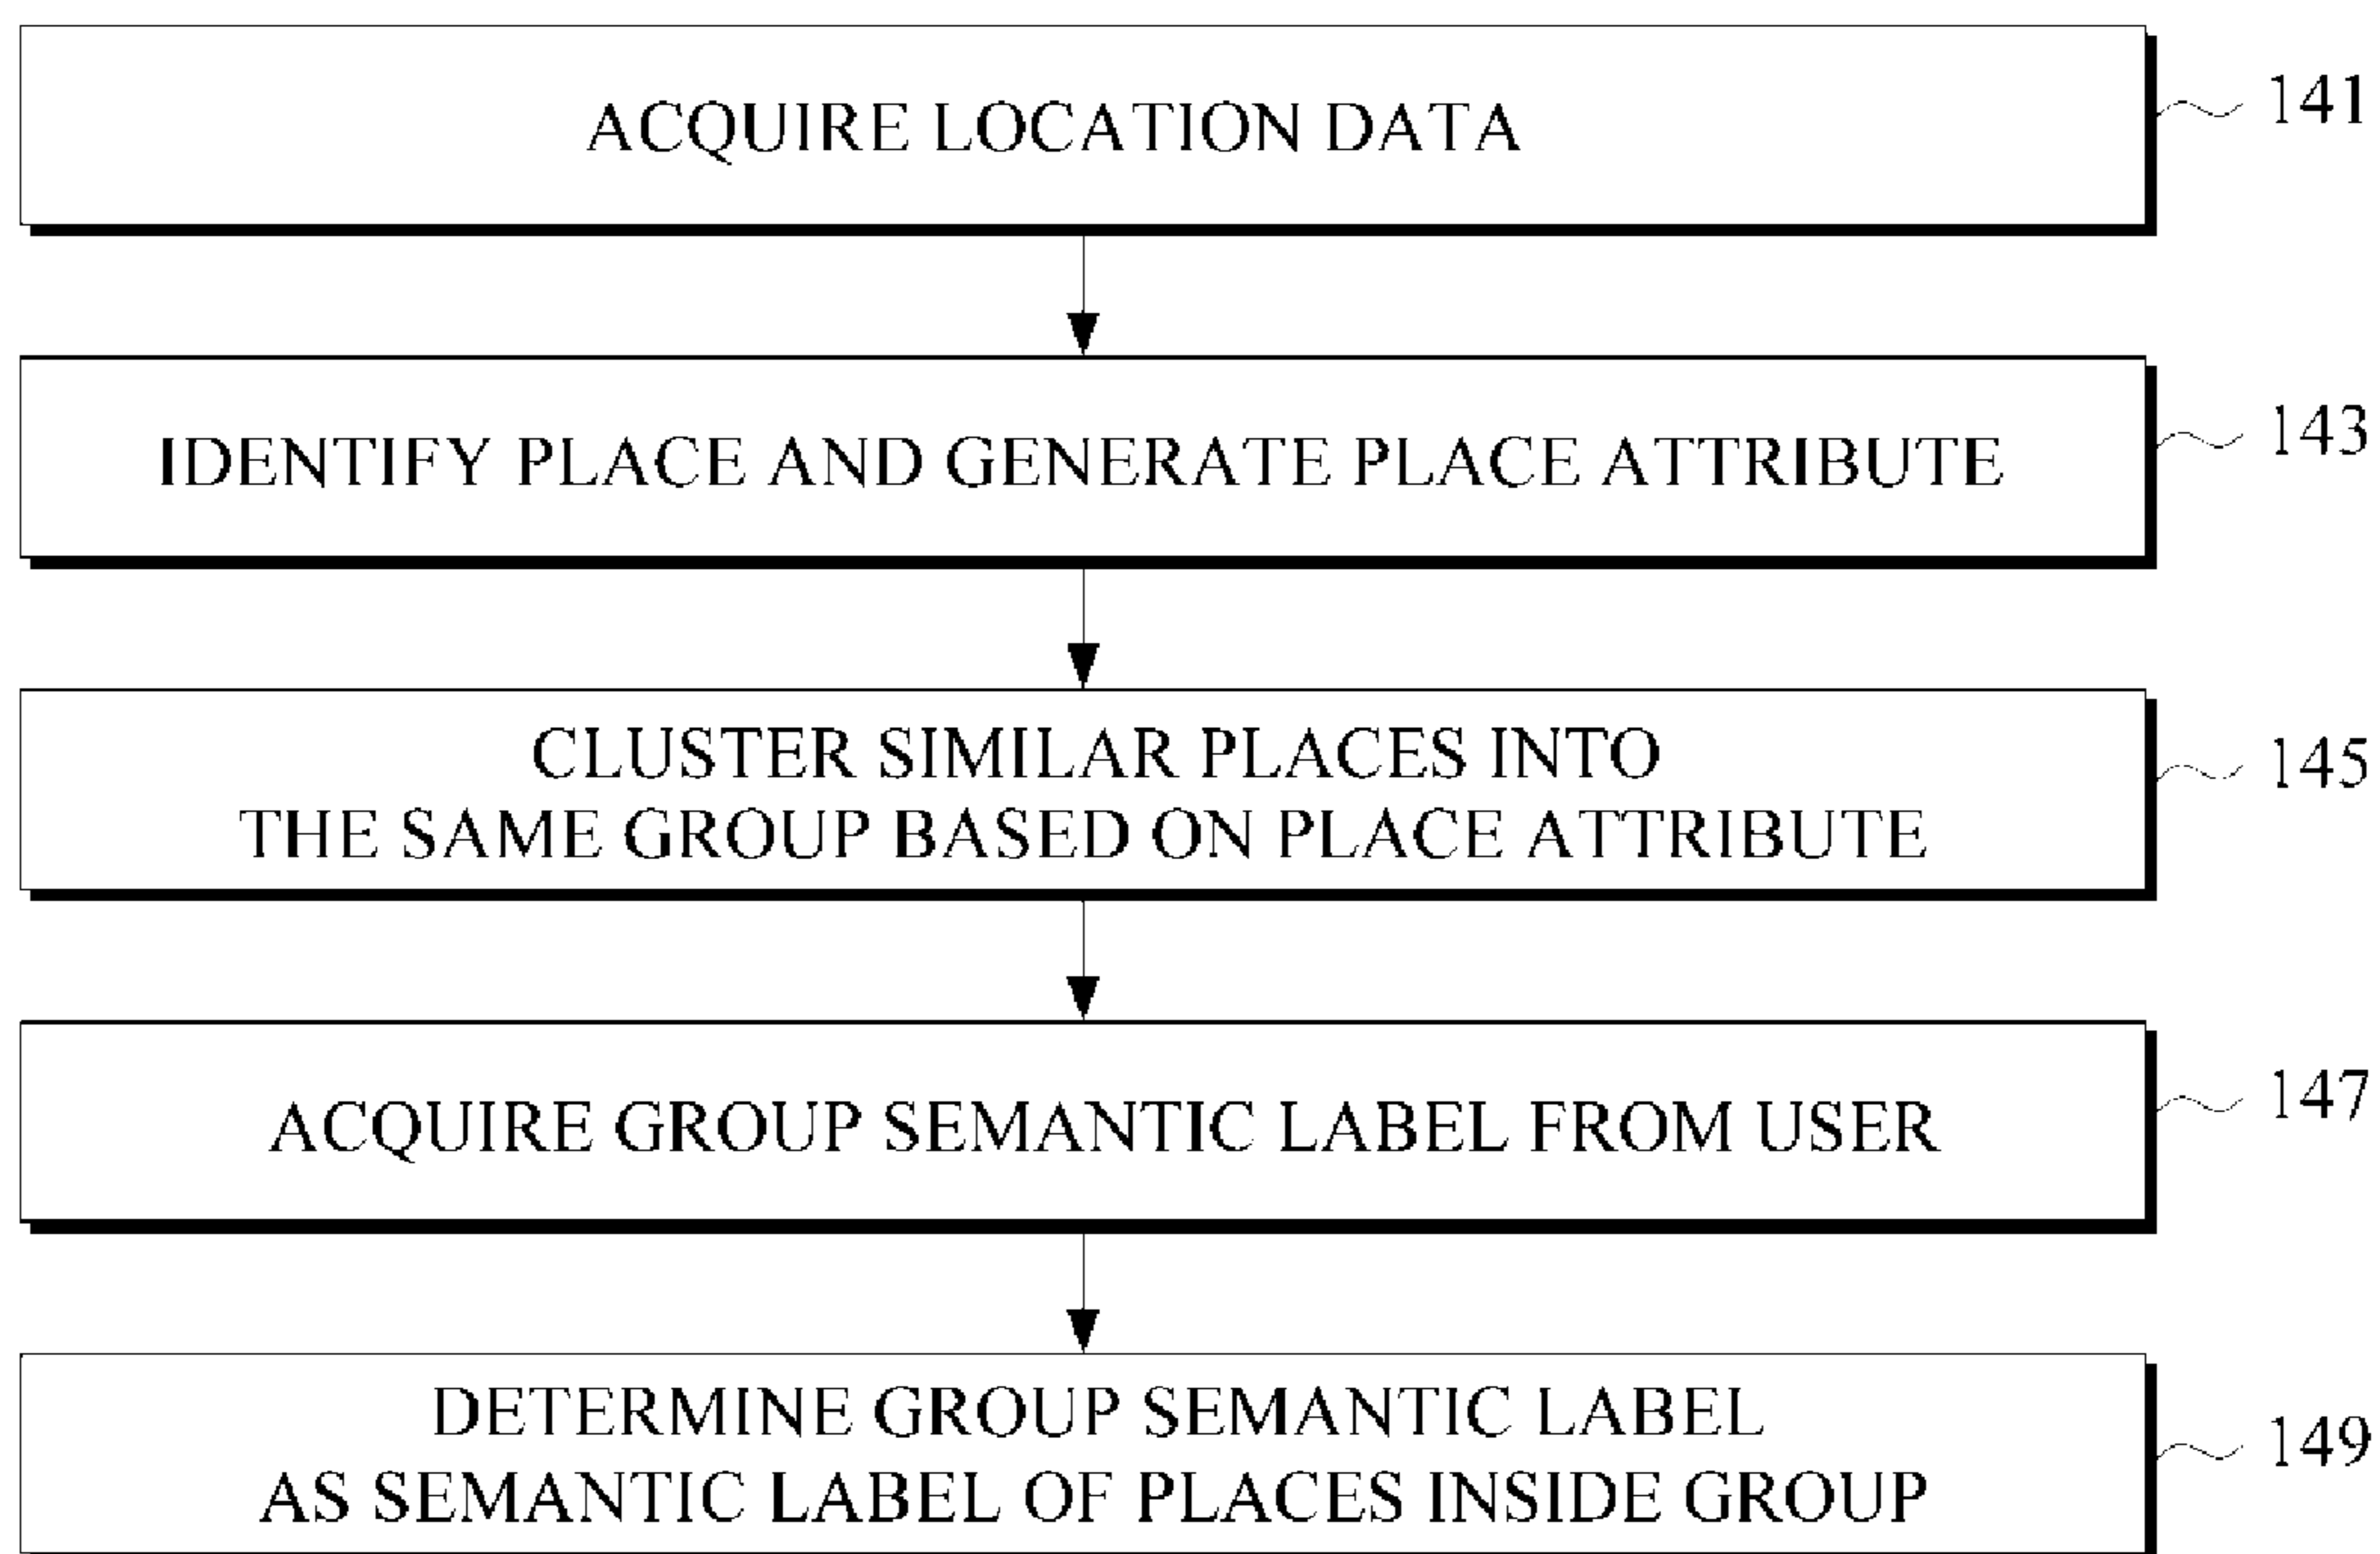 ACQUIRE LOCATION DATA
141
IDENTIFY PLACE AND GENERATE PLACE ATTRIBUTE
143
CLUSTER SIMILAR PLACES INTO
THE SAME GROUP BASED ON PLACE ATTRIBUTE
145
ACQUIRE GROUP SEMANTIC LABEL FROM USER
147
DETERMINE GROUP SEMANTIC LABEL
AS SEMANTIC LABEL OF PLACES INSIDE GROUP
149